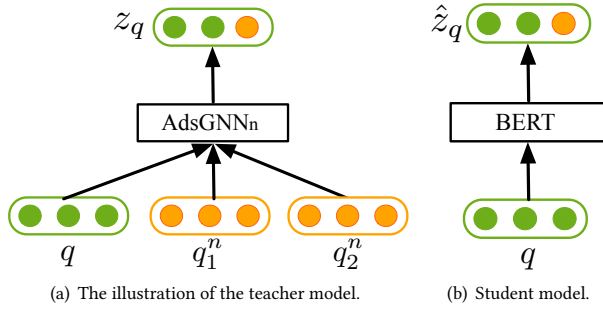 z_q
ẑ_q
AdsGNNn
BERT
q
q_1^n
q_2^n
q
(a) The illustration of the teacher model.
(b) Student model.